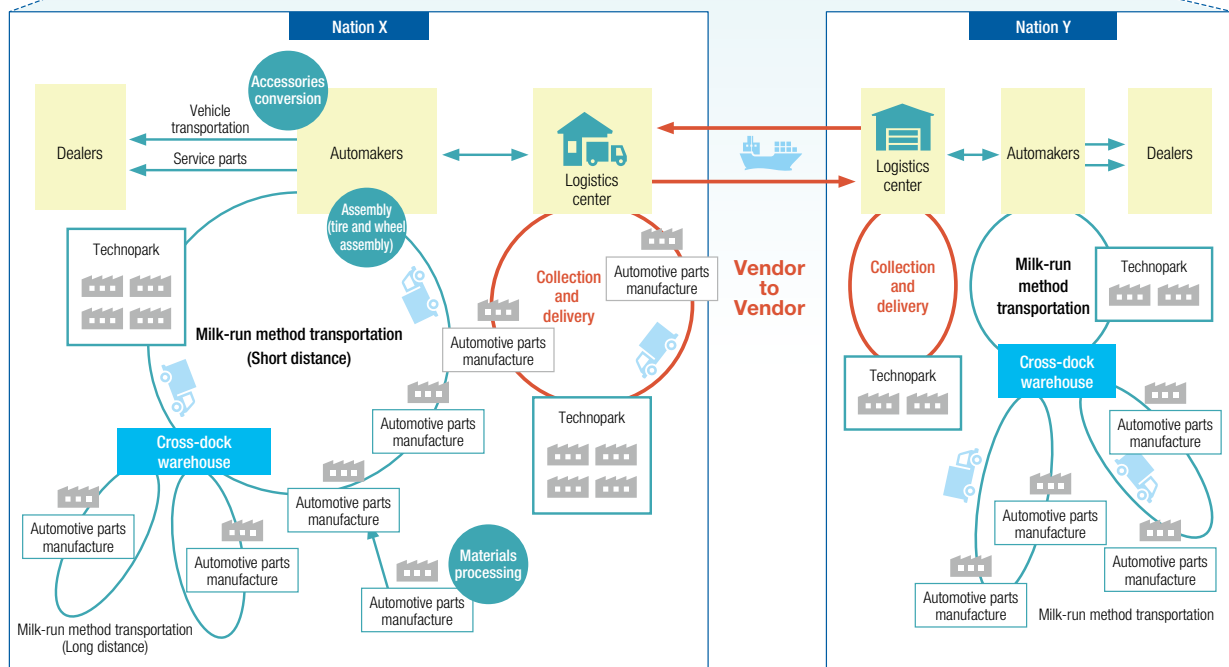 Nation X
Accessories
conversion
Vehicle
transportation
Dealers
Service parts
Automakers
Logistics
center
Assembly
(tire and wheel
assembly)
Technopark
Milk-run method transportation
(Short distance)
Collection
and
delivery
Automotive parts
manufacture
Automotive parts
manufacture
Technopark
Automotive parts
manufacture
Cross-dock
warehouse
Automotive parts
manufacture
Automotive parts
manufacture
Automotive parts
manufacture
Materials
processing
Automotive parts
manufacture
Milk-run method transportation
(Long distance)
Vendor
to
Vendor
Nation Y
Logistics
center
Automakers
Dealers
Collection
and
delivery
Milk-run
method
transportation
Technopark
Technopark
Cross-dock
warehouse
Automotive parts
manufacture
Automotive parts
manufacture
Automotive parts
manufacture
Automotive parts
manufacture
Milk-run method transportation